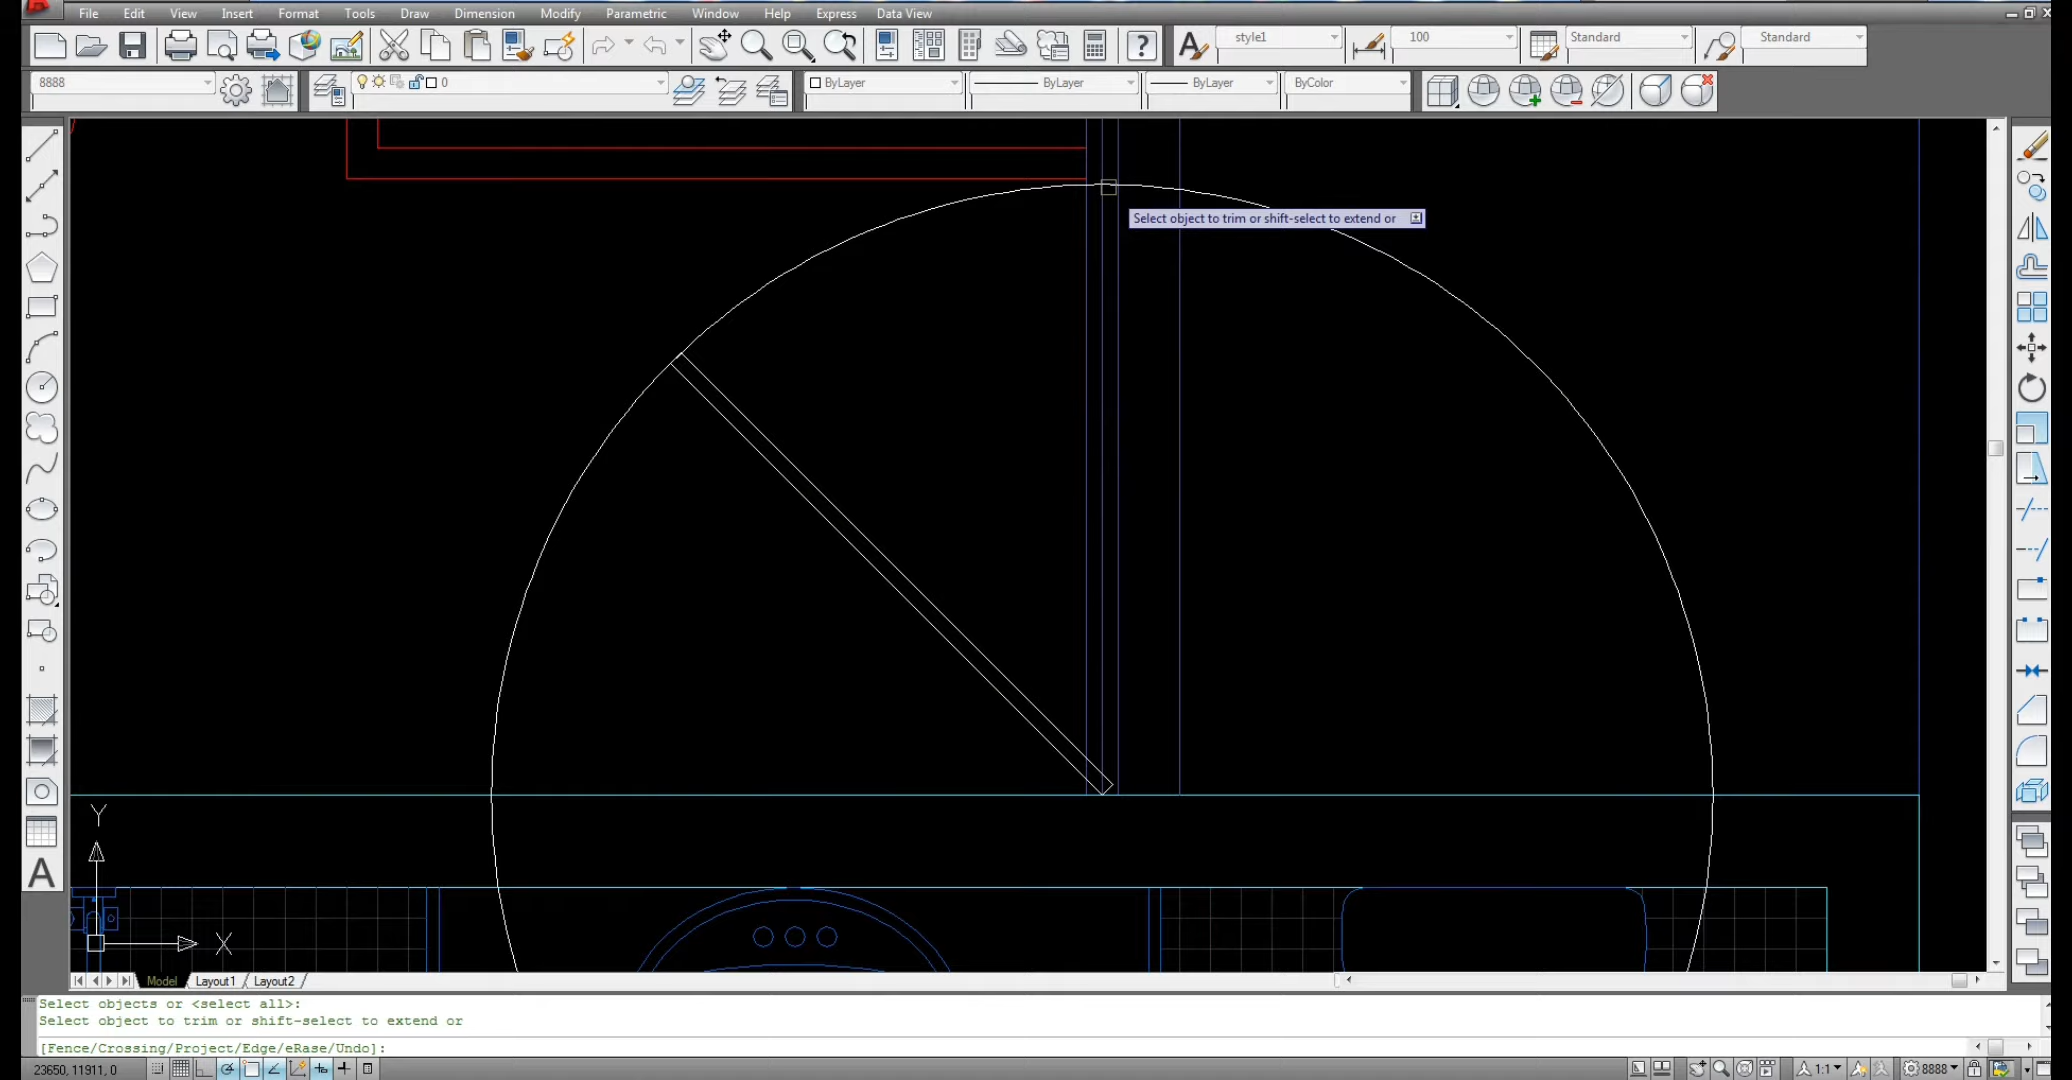 File Edit View Insert Format Tools Draw Dimension Modify Parametric Window Help Express Data View
style1 100 Standard Standard
8888 0 ByLayer ByLayer ByLayer ByColor
Select object to trim or shift-select to extend or
Y
X
Model Layout1 Layout2
Select objects or <select all>:
Select object to trim or shift-select to extend or
[Fence/Crossing/Project/Edge/eRase/Undo]:
23650, 11911, 0 1:1 8888